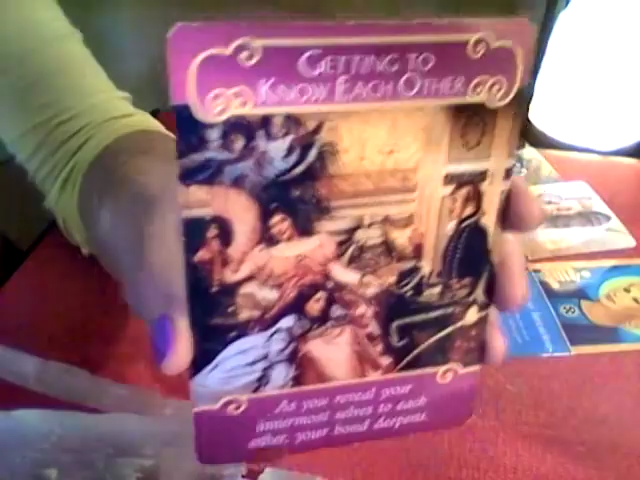 GETTING TO
KNOW EACH OTHER
As you reveal your
innermost selves to each
other, your bond deepens.